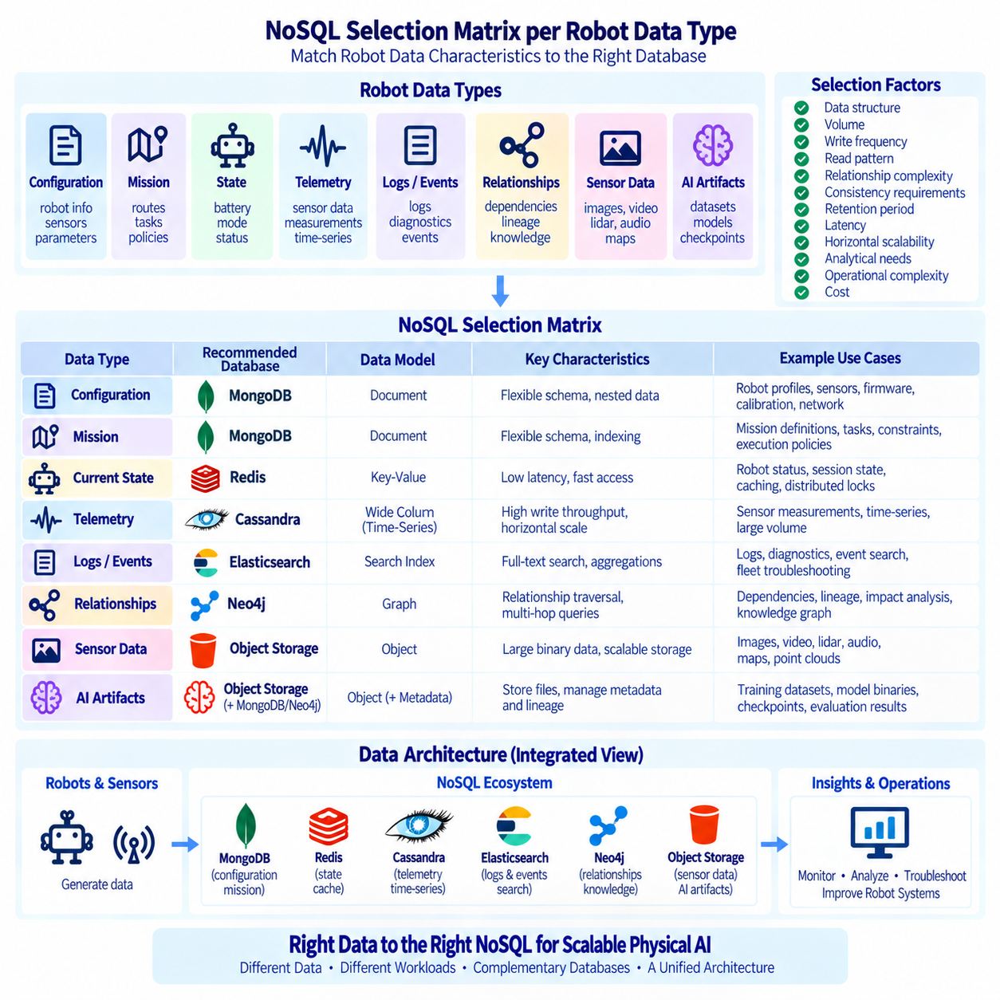 NoSQL Selection Matrix per Robot Data Type
Match Robot Data Characteristics to the Right Database
Robot Data Types
Configuration
robot info
sensors
parameters
Mission
routes
tasks
policies
State
battery
mode
status
Telemetry
sensor data
measurements
time-series
Logs / Events
logs
diagnostics
events
Relationships
dependencies
lineage
knowledge
Sensor Data
images, video
lidar, audio
maps
AI Artifacts
datasets
models
checkpoints
Selection Factors
Data structure
Volume
Write frequency
Read pattern
Relationship complexity
Consistency requirements
Retention period
Latency
Horizontal scalability
Analytical needs
Operational complexity
Cost
NoSQL Selection Matrix
Data Type
Recommended
Database
Data Model
Key Characteristics
Example Use Cases
Configuration
MongoDB
Document
Flexible schema, nested data
Robot profiles, sensors, firmware,
calibration, network
Mission
MongoDB
Document
Flexible schema, indexing
Mission definitions, tasks, constraints,
execution policies
Current State
Redis
Key-Value
Low latency, fast access
Robot status, session state,
caching, distributed locks
Telemetry
Cassandra
Wide Colum
(Time-Series)
High write throughput,
horizontal scale
Sensor measurements, time-series,
large volume
Logs / Events
Elasticsearch
Search Index
Full-text search, aggregations
Logs, diagnostics, event search,
fleet troubleshooting
Relationships
Neo4j
Graph
Relationship traversal,
multi-hop queries
Dependencies, lineage, impact analysis,
knowledge graph
Sensor Data
Object Storage
Object
Large binary data, scalable storage
Images, video, lidar, audio,
maps, point clouds
AI Artifacts
Object Storage
(+ MongoDB/Neo4j)
Object (+ Metadata)
Store files, manage metadata
and lineage
Training datasets, model binaries,
checkpoints, evaluation results
Data Architecture (Integrated View)
Robots & Sensors
Generate data
NoSQL Ecosystem
MongoDB
(configuration
mission)
Redis
(state
cache)
Cassandra
(telemetry
time-series)
Elasticsearch
(logs & events
search)
Neo4j
(relationships
knowledge)
Object Storage
(sensor data)
AI artifacts)
Insights & Operations
Monitor • Analyze • Troubleshoot
Improve Robot Systems
Right Data to the Right NoSQL for Scalable Physical AI
Different Data • Different Workloads • Complementary Databases • A Unified Architecture